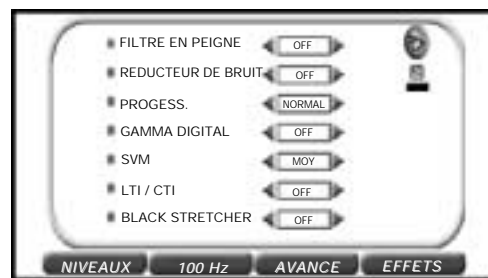 FILTRE EN PEIGNE OFF
REDUCTEUR DE BRUIT OFF
PROGESS. NORMAL
GAMMA DIGITAL OFF
SVM MOY
LTI / CTI OFF
BLACK STRETCHER OFF
NIVEAUX 100 Hz AVANCE EFFETS